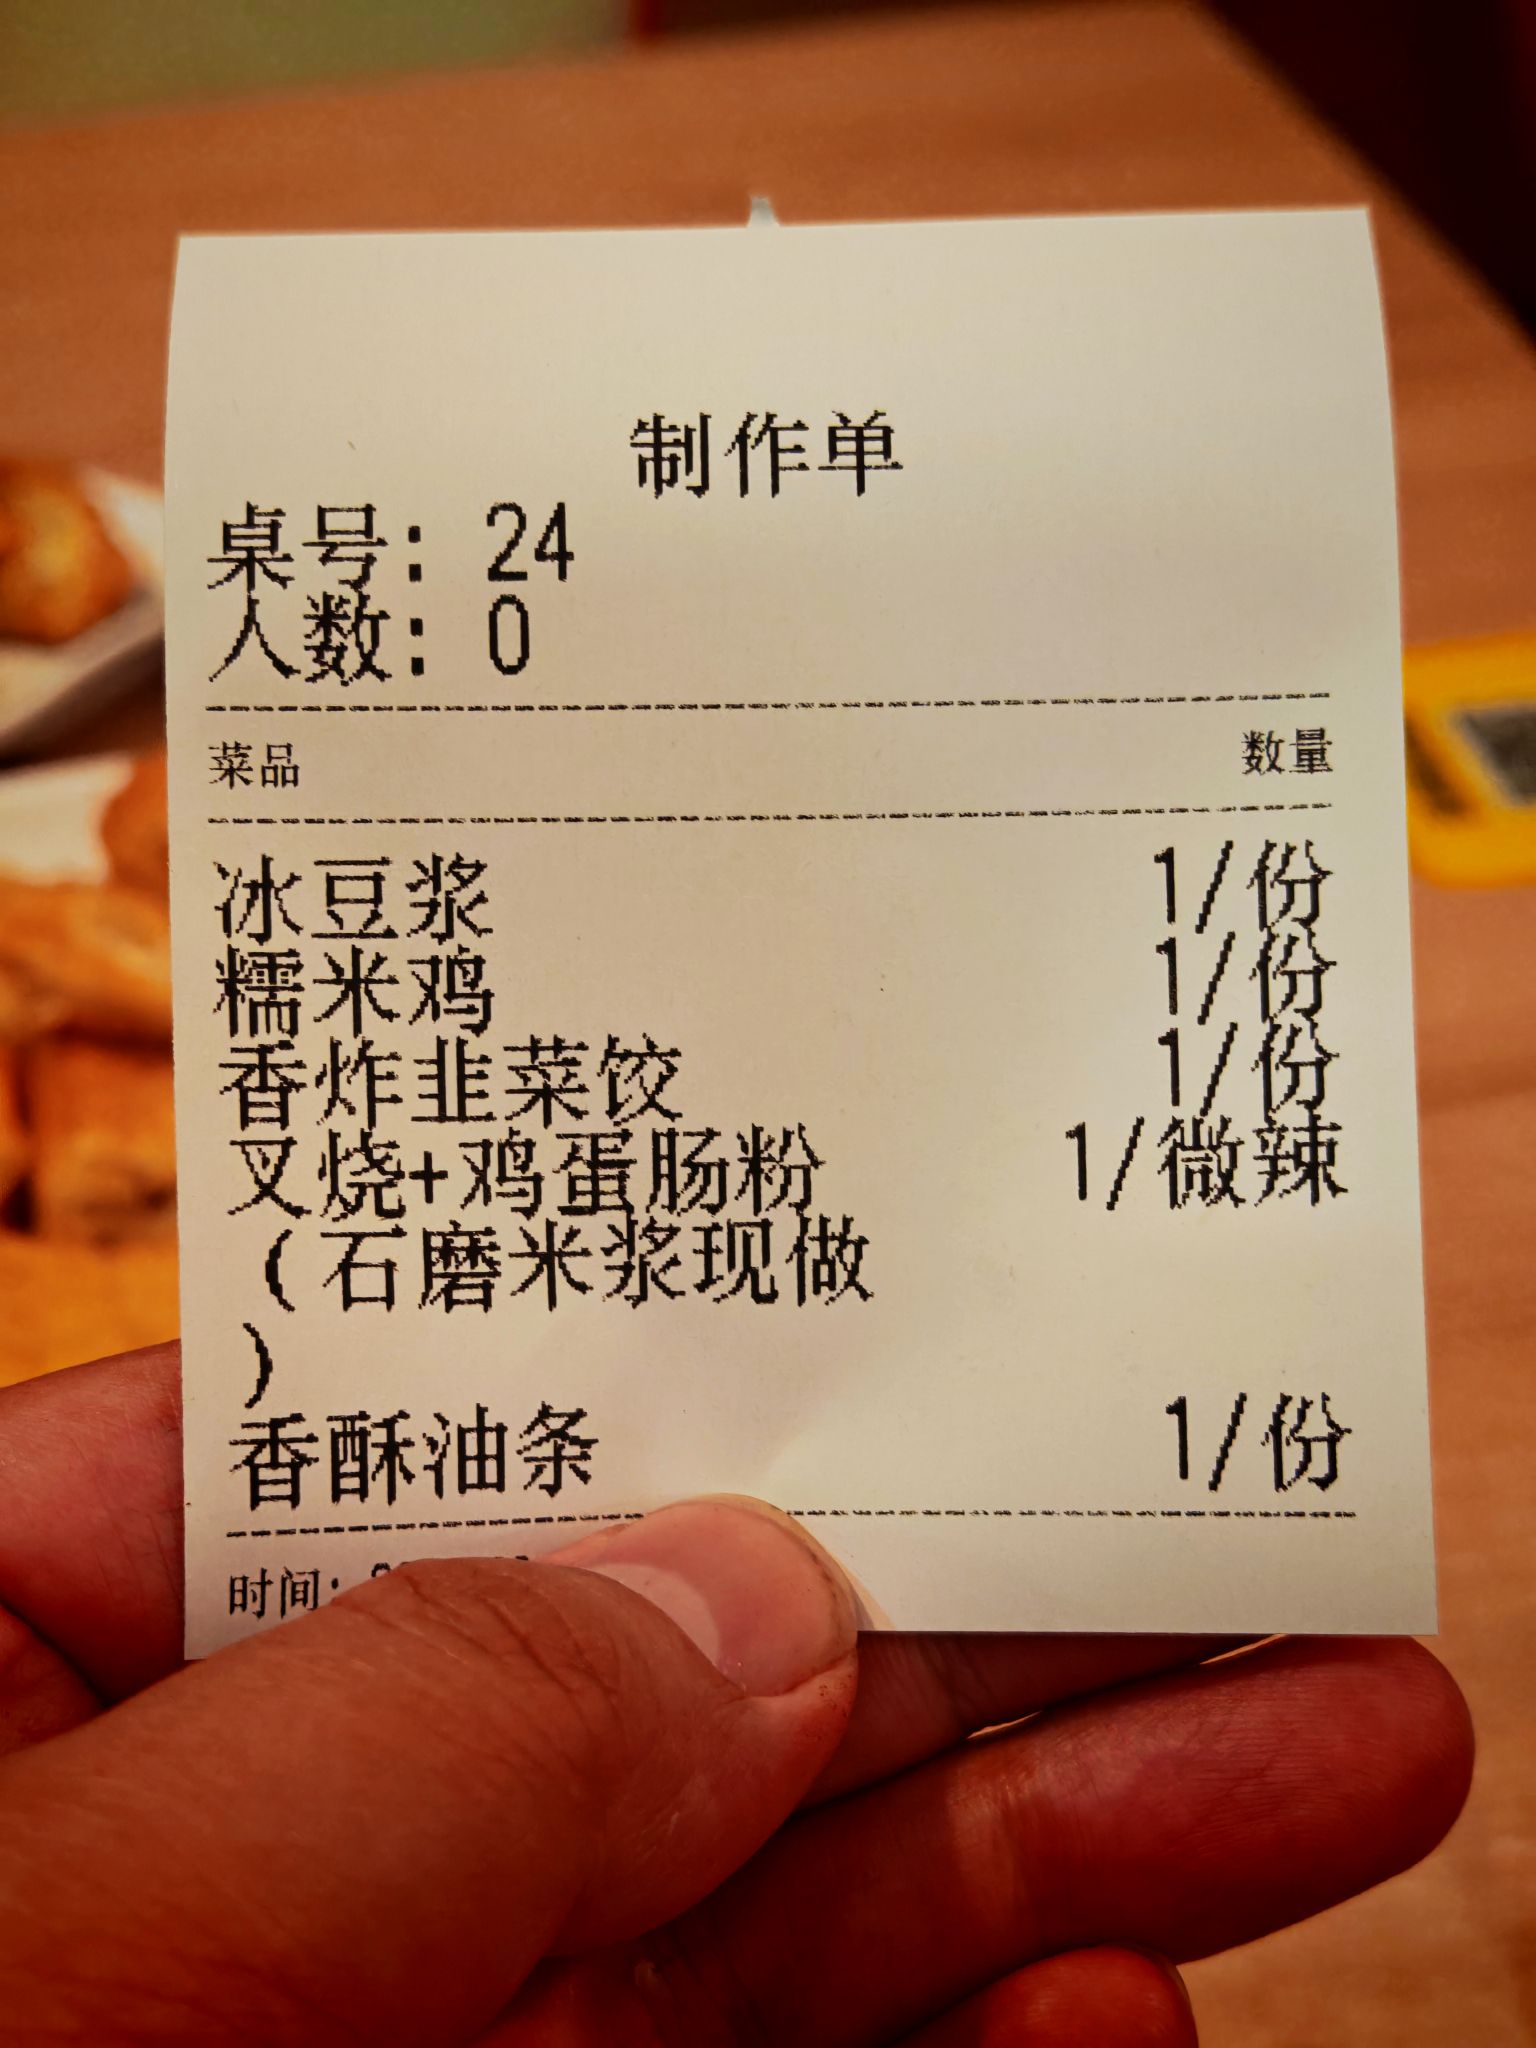 制作单
桌号: 24
人数: 0
菜品 数量
冰豆浆 1/份
糯米鸡 1/份
香炸韭菜饺 1/份
叉烧+鸡蛋肠粉 1/微辣
(石磨米浆现做
)
香酥油条 1/份
时间: